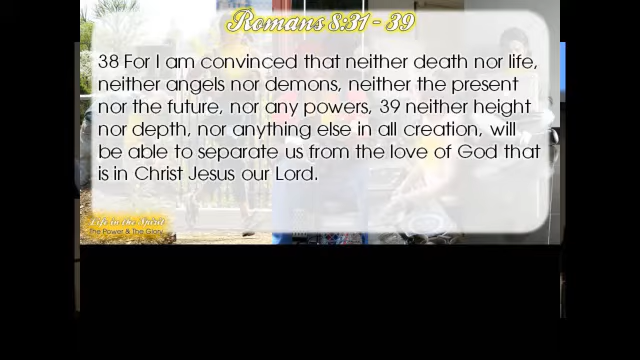 Romans 8:31 - 39
38 For I am convinced that neither death nor life,
neither angels nor demons, neither the present
nor the future, nor any powers, 39 neither height
nor depth, nor anything else in all creation, will
be able to separate us from the love of God that
is in Christ Jesus our Lord.
Life in the Spirit
The Power & The Glory